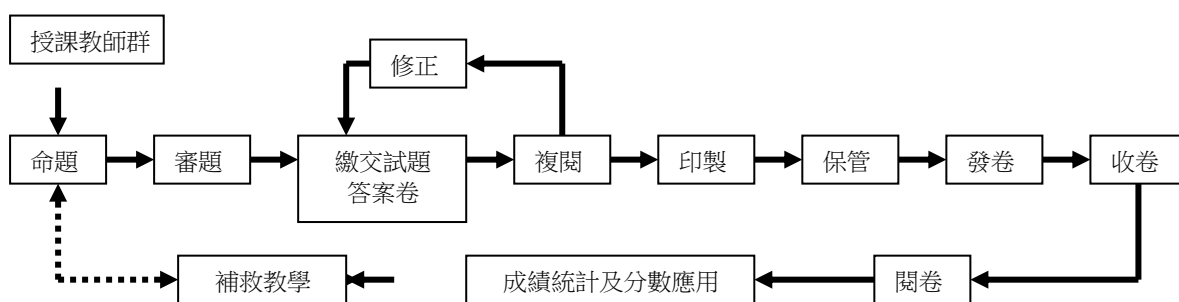 授課教師群
修正
命題
審題
繳交試題
答案卷
複閱
印製
保管
發卷
收卷
補救教學
成績統計及分數應用
閱卷